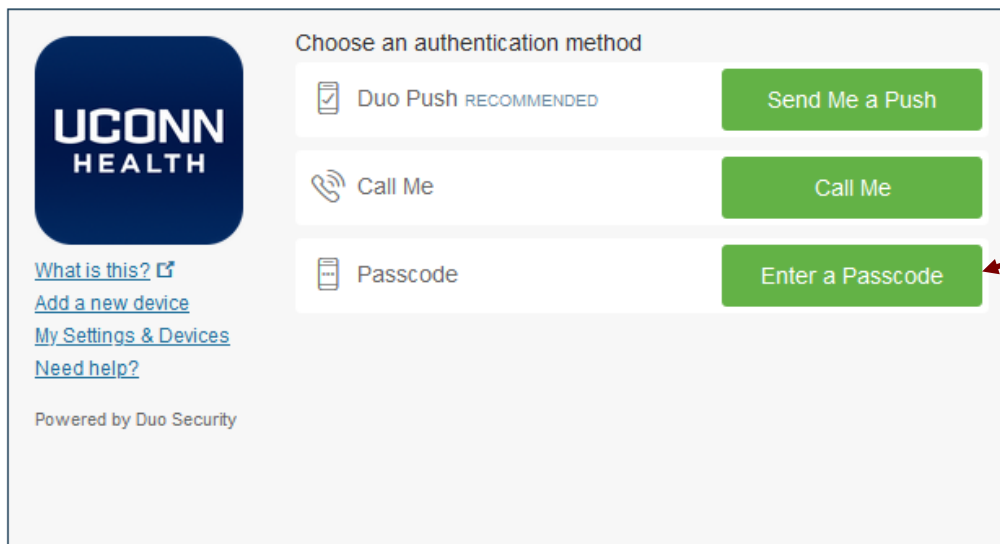 Choose an authentication method
UCONN
HEALTH
Duo Push RECOMMENDED
Send Me a Push
Call Me
Call Me
Passcode
Enter a Passcode
What is this?
Add a new device
My Settings & Devices
Need help?
Powered by Duo Security